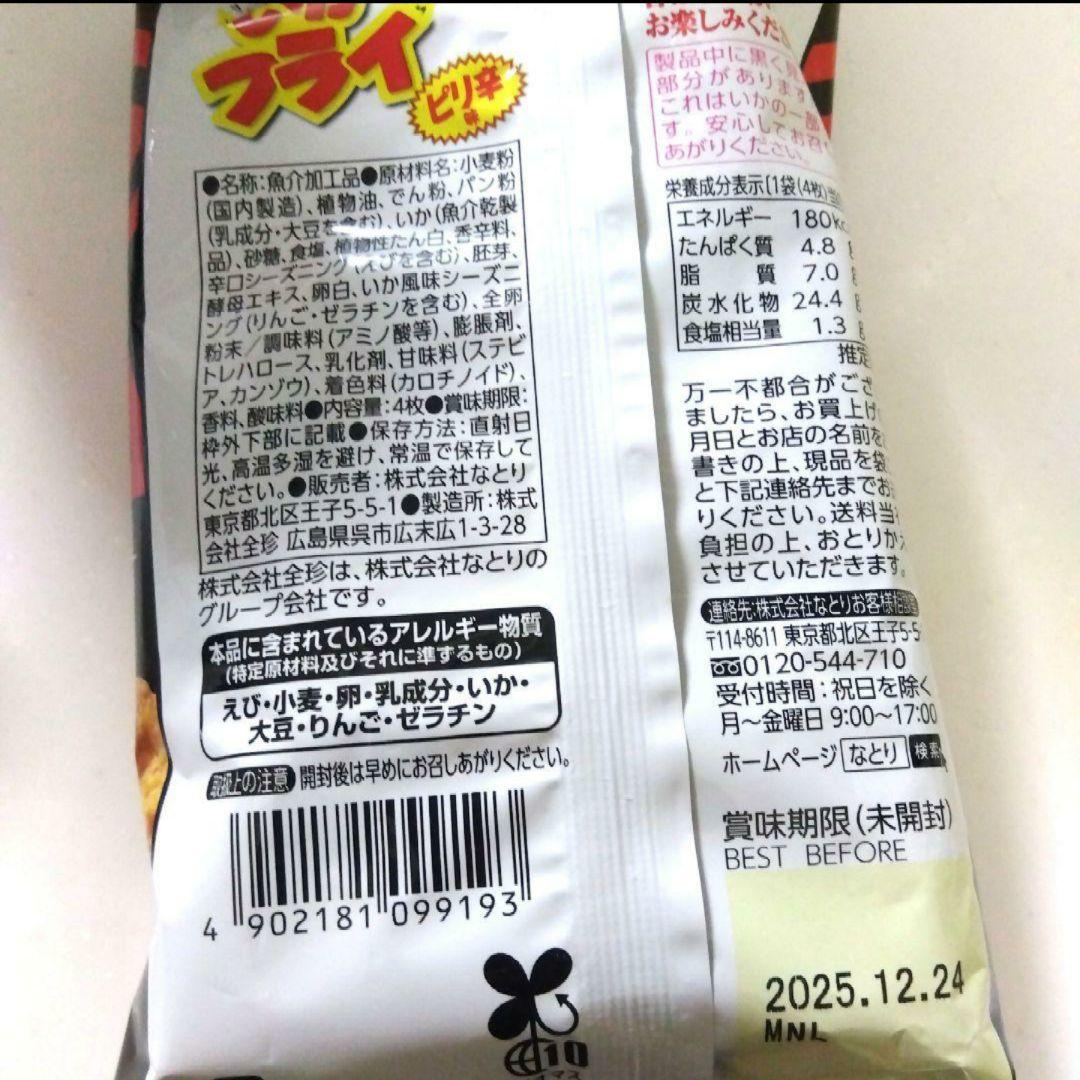 フライ
ピリ辛
味
●名称:魚介加工品●原材料名:小麦粉
(国内製造)、植物油、でん粉、パン粉
(乳成分・大豆を含む)、いか(魚介乾製
品)、砂糖、食塩、植物性たん白、香辛料、
辛口シーズニング(えびを含む)、胚芽、
酵母エキス、卵白、いか風味シーズニ
ング(りんご・ゼラチンを含む)、全卵
粉末/調味料(アミノ酸等)、膨脹剤、
トレハロース、乳化剤、甘味料(ステビ
ア、カンゾウ)、着色料(カロチノイド)、
香料、酸味料●内容量:4枚●賞味期限:
枠外下部に記載●保存方法:直射日
光、高温多湿を避け、常温で保存して
ください。●販売者:株式会社なとり
東京都北区王子5-5-1●製造所:株式
会社全珍 広島県呉市広末広1-3-28
株式会社全珍は、株式会社なとりの
グループ会社です。
本品に含まれているアレルギー物質
(特定原材料及びそれに準ずるもの)
えび・小麦・卵・乳成分・いか・
大豆・りんご・ゼラチン
取扱上の注意 開封後は早めにお召しあがりください。
4 902181 099193
10
お楽しみくだ
製品中に黒く
部分があります
これはいかの一部
す。安心してお召
あがりください。
栄養成分表示(1袋(4枚)当
エネルギー 180kc
たんぱく質 4.8 g
脂質 7.0 g
炭水化物 24.4 g
食塩相当量 1.3 g
推定
万一不都合がござ
ましたら、お買上げ
月日とお店の名前を
書きの上、現品を袋
と下記連絡先までお
りください。送料当
負担の上、おとりか
させていただきます。
連絡先:株式会社なとりお客様相談
〒114-8611 東京都北区王子5-5-
0120-544-710
受付時間:祝日を除く
月〜金曜日 9:00〜17:00
ホームページ なとり 検索
賞味期限(未開封)
BEST BEFORE
2025.12.24
MNL